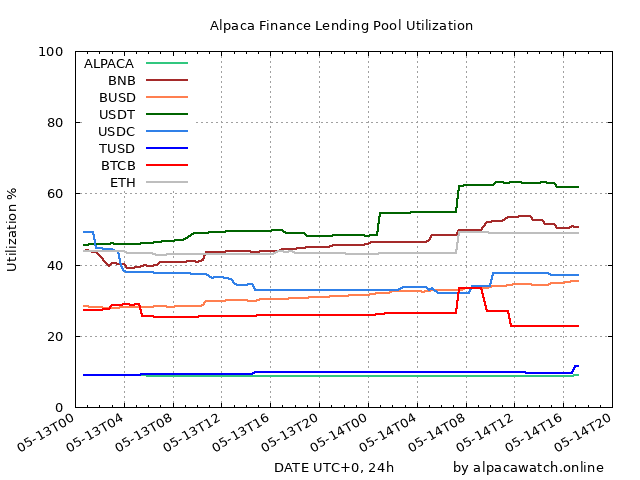 Alpaca Finance Lending Pool Utilization
100
80
60
40
20
0
Utilization %
ALPACA
BNB
BUSD
USDT
USDC
TUSD
BTCB
ETH
05-13T00
05-13T04
05-13T08
05-13T12
05-13T16
05-13T20
05-14T00
05-14T04
05-14T08
05-14T12
05-14T16
05-14T20
DATE UTC+0, 24h
by alpacawatch.online